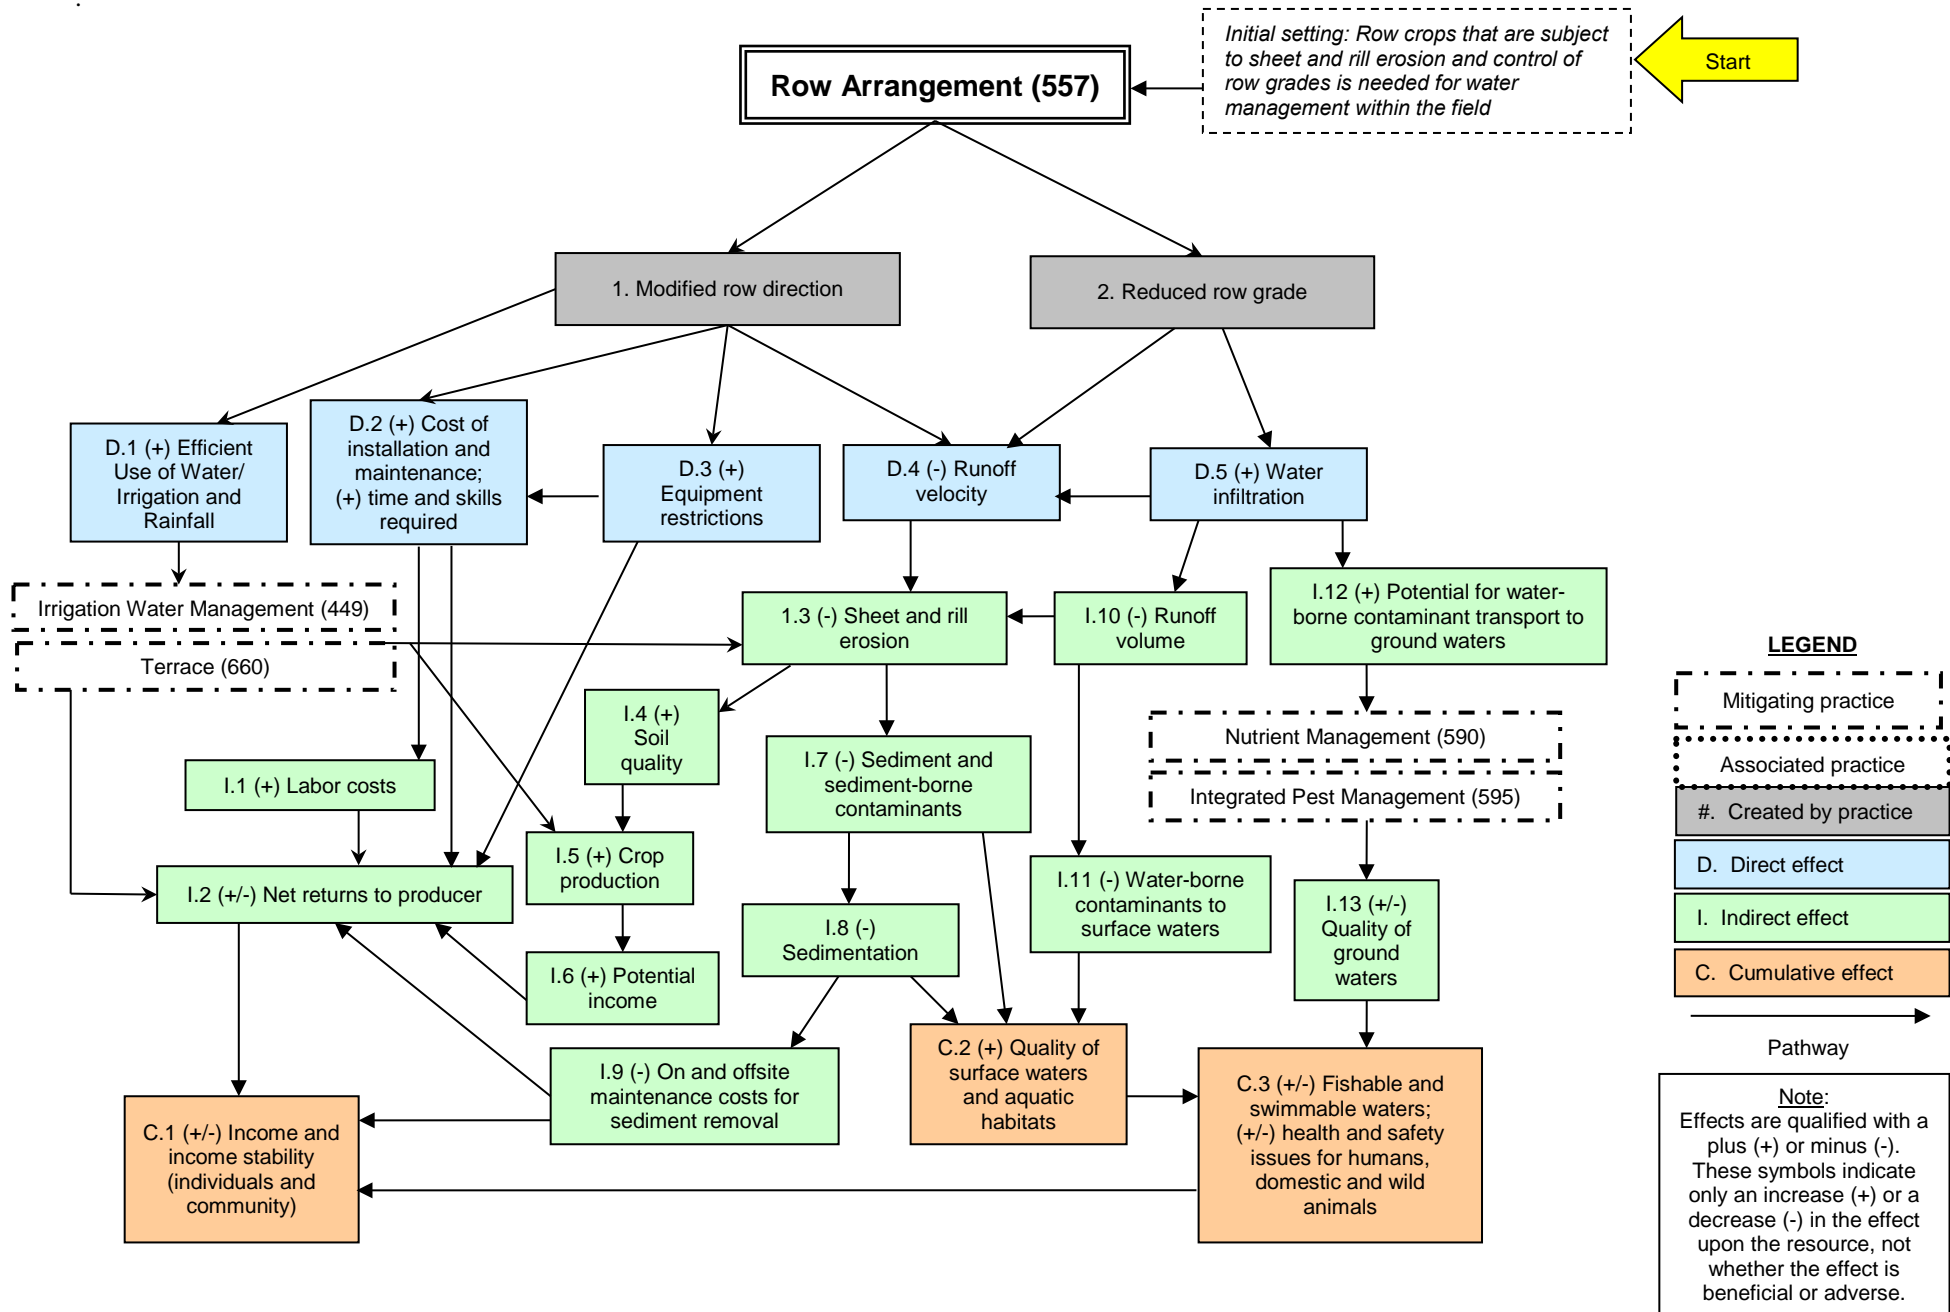 Initial setting: Row crops that are subject
to sheet and rill erosion and control of
row grades is needed for water
management within the field
Start
Row Arrangement (557)
1. Modified row direction
2. Reduced row grade
D.1 (+) Efficient
Use of Water/
Irrigation and
Rainfall
D.2 (+) Cost of
installation and
maintenance;
(+) time and skills
required
D.3 (+)
Equipment
restrictions
D.4 (-) Runoff
velocity
D.5 (+) Water
infiltration
Irrigation Water Management (449)
Terrace (660)
1.3 (-) Sheet and rill
erosion
I.10 (-) Runoff
volume
I.12 (+) Potential for water-
borne contaminant transport to
ground waters
I.4 (+)
Soil
quality
I.7 (-) Sediment and
sediment-borne
contaminants
Nutrient Management (590)
Integrated Pest Management (595)
I.1 (+) Labor costs
I.2 (+/-) Net returns to producer
I.5 (+) Crop
production
I.6 (+) Potential
income
I.8 (-)
Sedimentation
I.11 (-) Water-borne
contaminants to
surface waters
I.13 (+/-)
Quality of
ground
waters
I.9 (-) On and offsite
maintenance costs for
sediment removal
C.1 (+/-) Income and
income stability
(individuals and
community)
C.2 (+) Quality of
surface waters
and aquatic
habitats
C.3 (+/-) Fishable and
swimmable waters;
(+/-) health and safety
issues for humans,
domestic and wild
animals
LEGEND
Mitigating practice
Associated practice
#. Created by practice
D. Direct effect
I. Indirect effect
C. Cumulative effect
Pathway
Note:
Effects are qualified with a
plus (+) or minus (-).
These symbols indicate
only an increase (+) or a
decrease (-) in the effect
upon the resource, not
whether the effect is
beneficial or adverse.